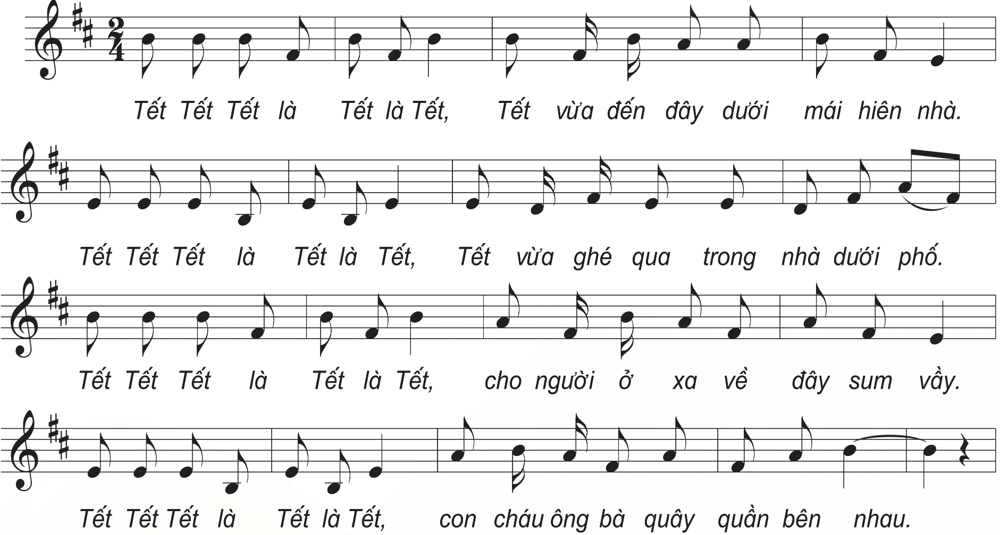 2
4
Tết Tết Tết là Tết là Tết, Tết vừa đến đây dưới mái hiên nhà.
Tết Tết Tết là Tết là Tết, Tết vừa ghé qua trong nhà dưới phố.
Tết Tết Tết là Tết là Tết, cho người ở xa về đây sum vầy.
Tết Tết Tết là Tết là Tết, con cháu ông bà quây quần bên nhau.